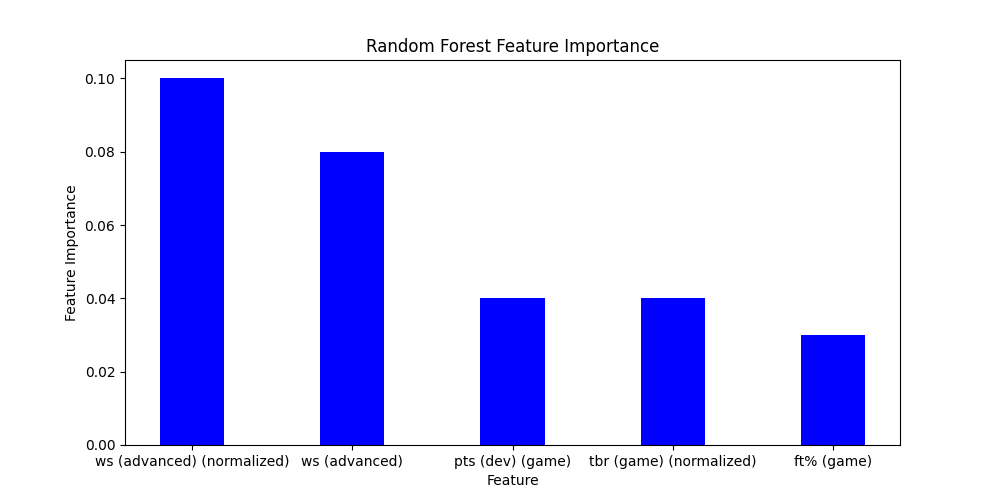 Random Forest Feature Importance
Feature Importance
0.10
0.08
0.06
0.04
0.02
0.00
ws (advanced) (normalized) ws (advanced) pts (dev) (game) tbr (game) (normalized) ft% (game)
Feature